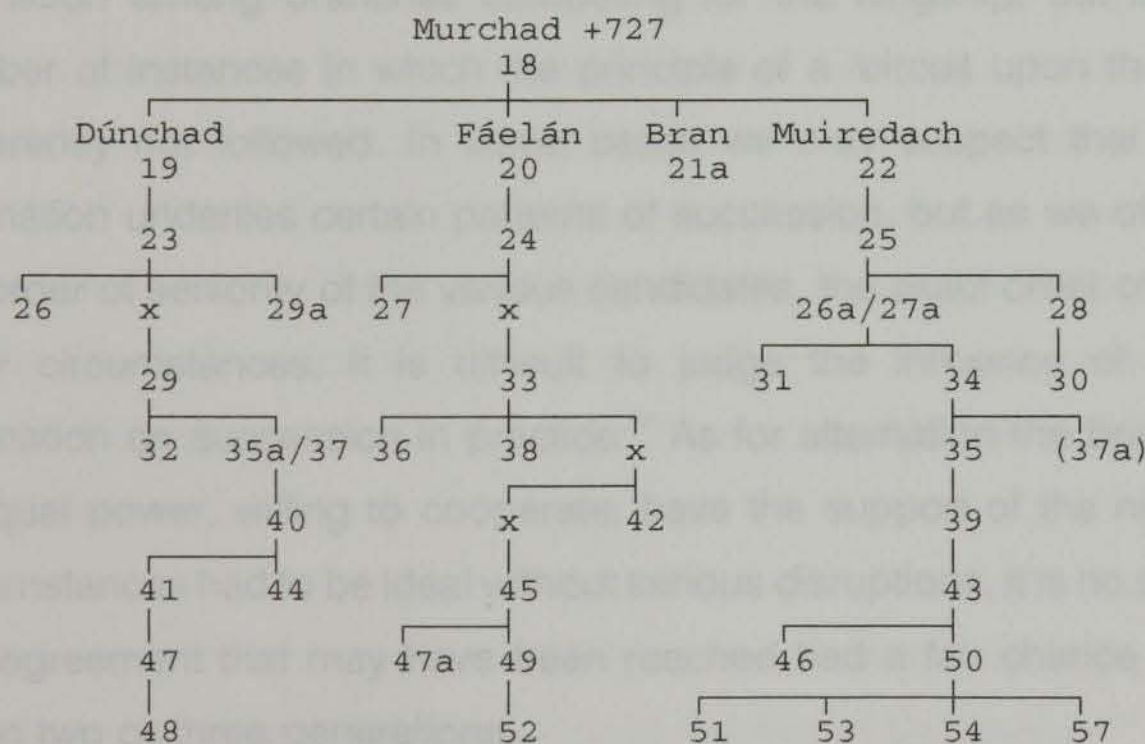 Murchad +727
18
Dúnchad Fáelán Bran Muiredach
19 20 21a 22
23 24 25
26 x 29a 27 x 26a/27a 28
29 33 31 34 30
32 35a/37 36 38 x 35 (37a)
40 x 42 39
41 44 45 43
47 47a 49 46 50
48 52 51 53 54 57